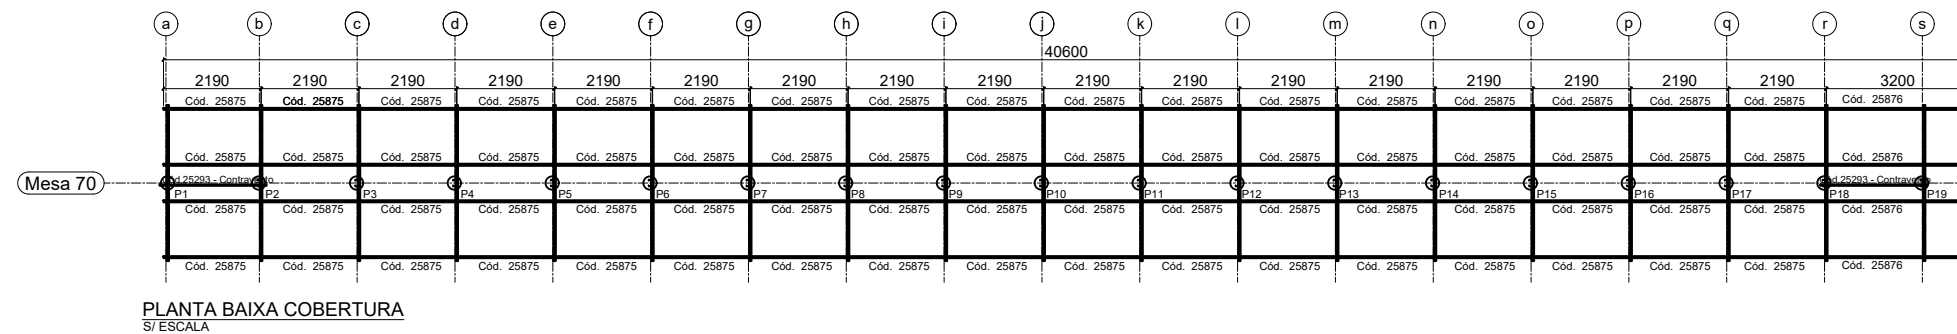 a b c d e f g h i j k l m n o p q r s
40600
2190 2190 2190 2190 2190 2190 2190 2190 2190 2190 2190 2190 2190 2190 2190 2190 2190 3200
Cód. 25875 Cód. 25875 Cód. 25875 Cód. 25875 Cód. 25875 Cód. 25875 Cód. 25875 Cód. 25875 Cód. 25875 Cód. 25875 Cód. 25875 Cód. 25875 Cód. 25875 Cód. 25875 Cód. 25875 Cód. 25875 Cód. 25875 Cód. 25876
Cód. 25875 Cód. 25875 Cód. 25875 Cód. 25875 Cód. 25875 Cód. 25875 Cód. 25875 Cód. 25875 Cód. 25875 Cód. 25875 Cód. 25875 Cód. 25875 Cód. 25875 Cód. 25875 Cód. 25875 Cód. 25875 Cód. 25875 Cód. 25876
Mesa 70 Cód.25293 - Contravento Cód.25293 - Contravento
P1 P2 P3 P4 P5 P6 P7 P8 P9 P10 P11 P12 P13 P14 P15 P16 P17 P18 P19
Cód. 25875 Cód. 25875 Cód. 25875 Cód. 25875 Cód. 25875 Cód. 25875 Cód. 25875 Cód. 25875 Cód. 25875 Cód. 25875 Cód. 25875 Cód. 25875 Cód. 25875 Cód. 25875 Cód. 25875 Cód. 25875 Cód. 25875 Cód. 25876
Cód. 25875 Cód. 25875 Cód. 25875 Cód. 25875 Cód. 25875 Cód. 25875 Cód. 25875 Cód. 25875 Cód. 25875 Cód. 25875 Cód. 25875 Cód. 25875 Cód. 25875 Cód. 25875 Cód. 25875 Cód. 25875 Cód. 25875 Cód. 25876
PLANTA BAIXA COBERTURA
S/ ESCALA